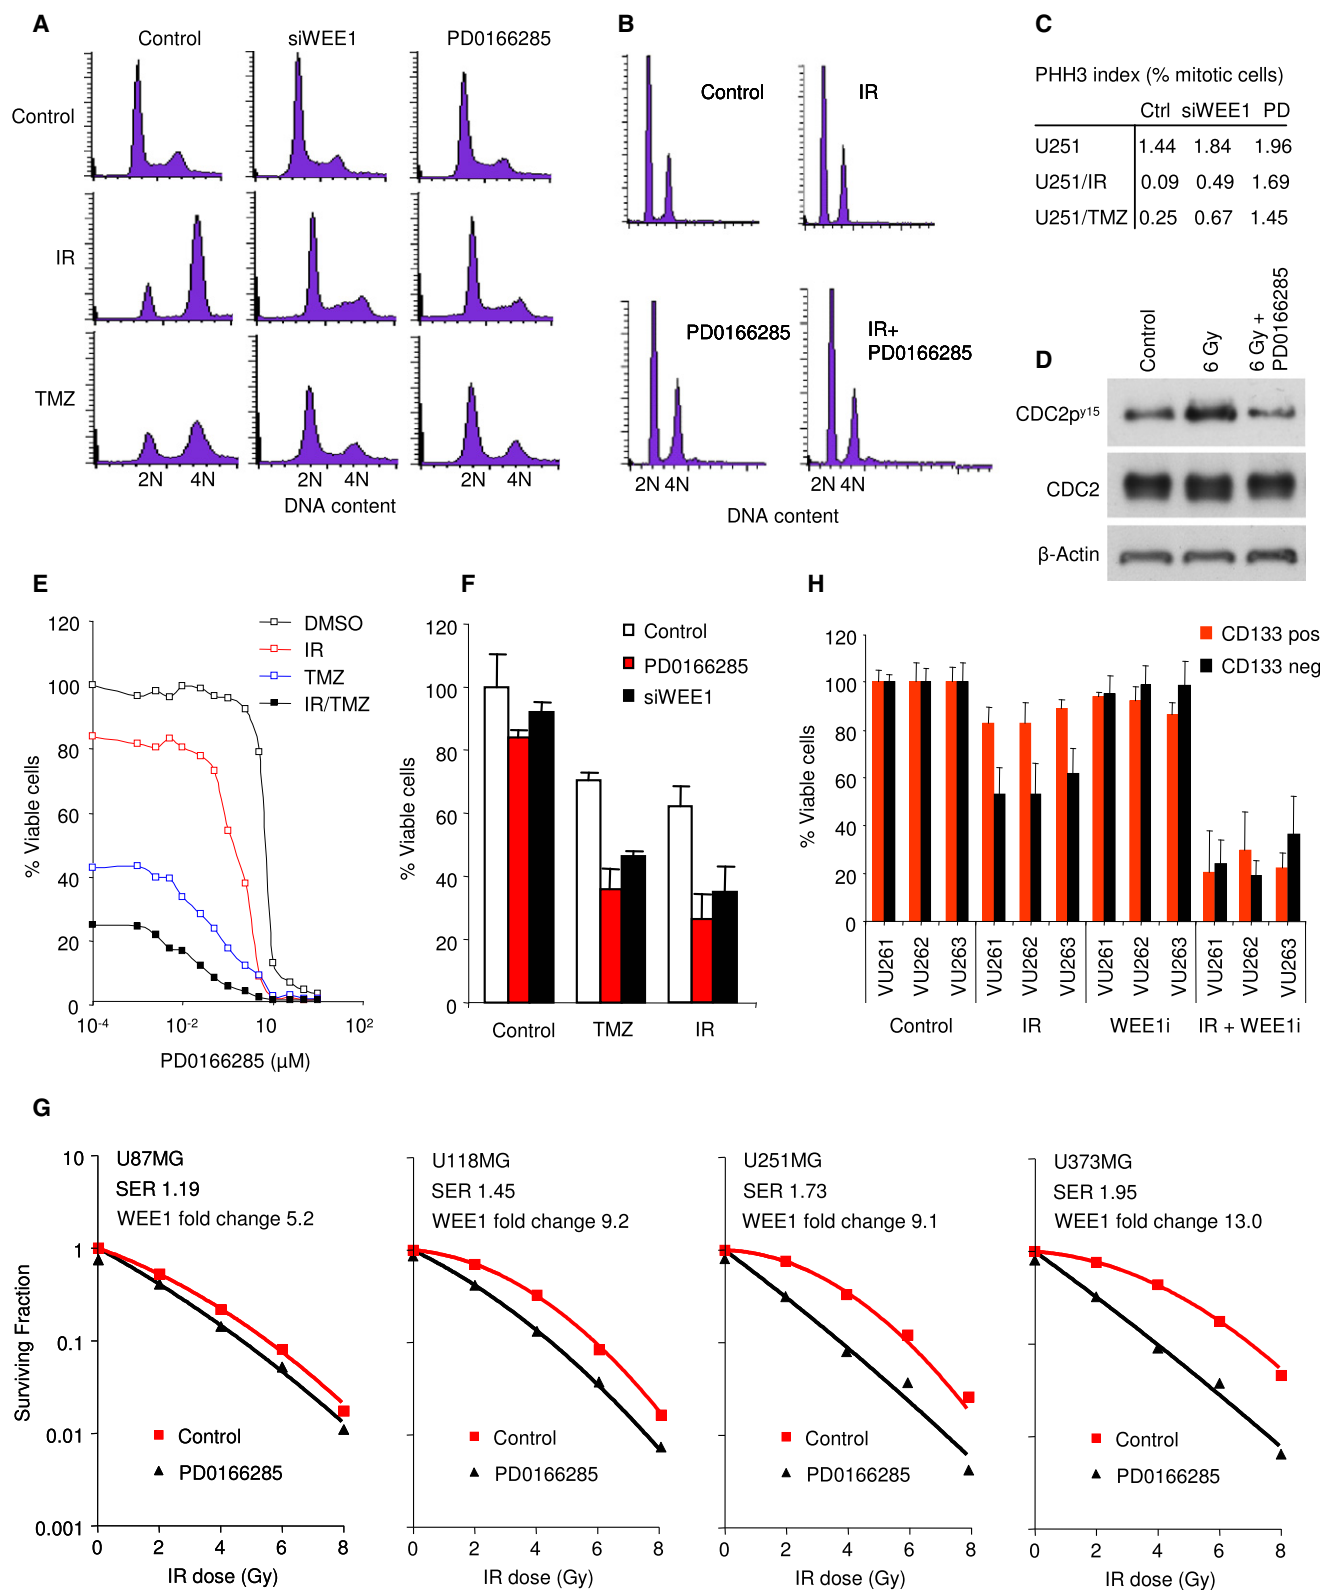 A
Control
siWEE1
PD0166285
Control
IR
TMZ
2N 4N
2N 4N
2N 4N
DNA content
B
Control
IR
PD0166285
IR+
PD0166285
2N 4N
2N 4N
DNA content
C
PHH3 index (% mitotic cells)
Ctrl siWEE1 PD
U251 1.44 1.84 1.96
U251/IR 0.09 0.49 1.69
U251/TMZ 0.25 0.67 1.45
D
Control
6 Gy
6 Gy +
PD0166285
CDC2pʸ¹⁵
CDC2
β-Actin
E
DMSO
IR
TMZ
IR/TMZ
% Viable cells
120
100
80
60
40
20
0
10⁻⁴ 10⁻² 10 10²
PD0166285 (µM)
F
Control
PD0166285
siWEE1
% Viable cells
120
100
80
60
40
20
0
Control TMZ IR
H
CD133 pos
CD133 neg
% Viable cells
120
100
80
60
40
20
0
VU261 VU262 VU263 VU261 VU262 VU263 VU261 VU262 VU263 VU261 VU262 VU263
Control IR WEE1i IR + WEE1i
G
Surviving Fraction
10
1
0.1
0.01
0.001
U87MG
SER 1.19
WEE1 fold change 5.2
Control
PD0166285
0 2 4 6 8
IR dose (Gy)
U118MG
SER 1.45
WEE1 fold change 9.2
Control
PD0166285
0 2 4 6 8
IR dose (Gy)
U251MG
SER 1.73
WEE1 fold change 9.1
Control
PD0166285
0 2 4 6 8
IR dose (Gy)
U373MG
SER 1.95
WEE1 fold change 13.0
Control
PD0166285
0 2 4 6 8
IR dose (Gy)